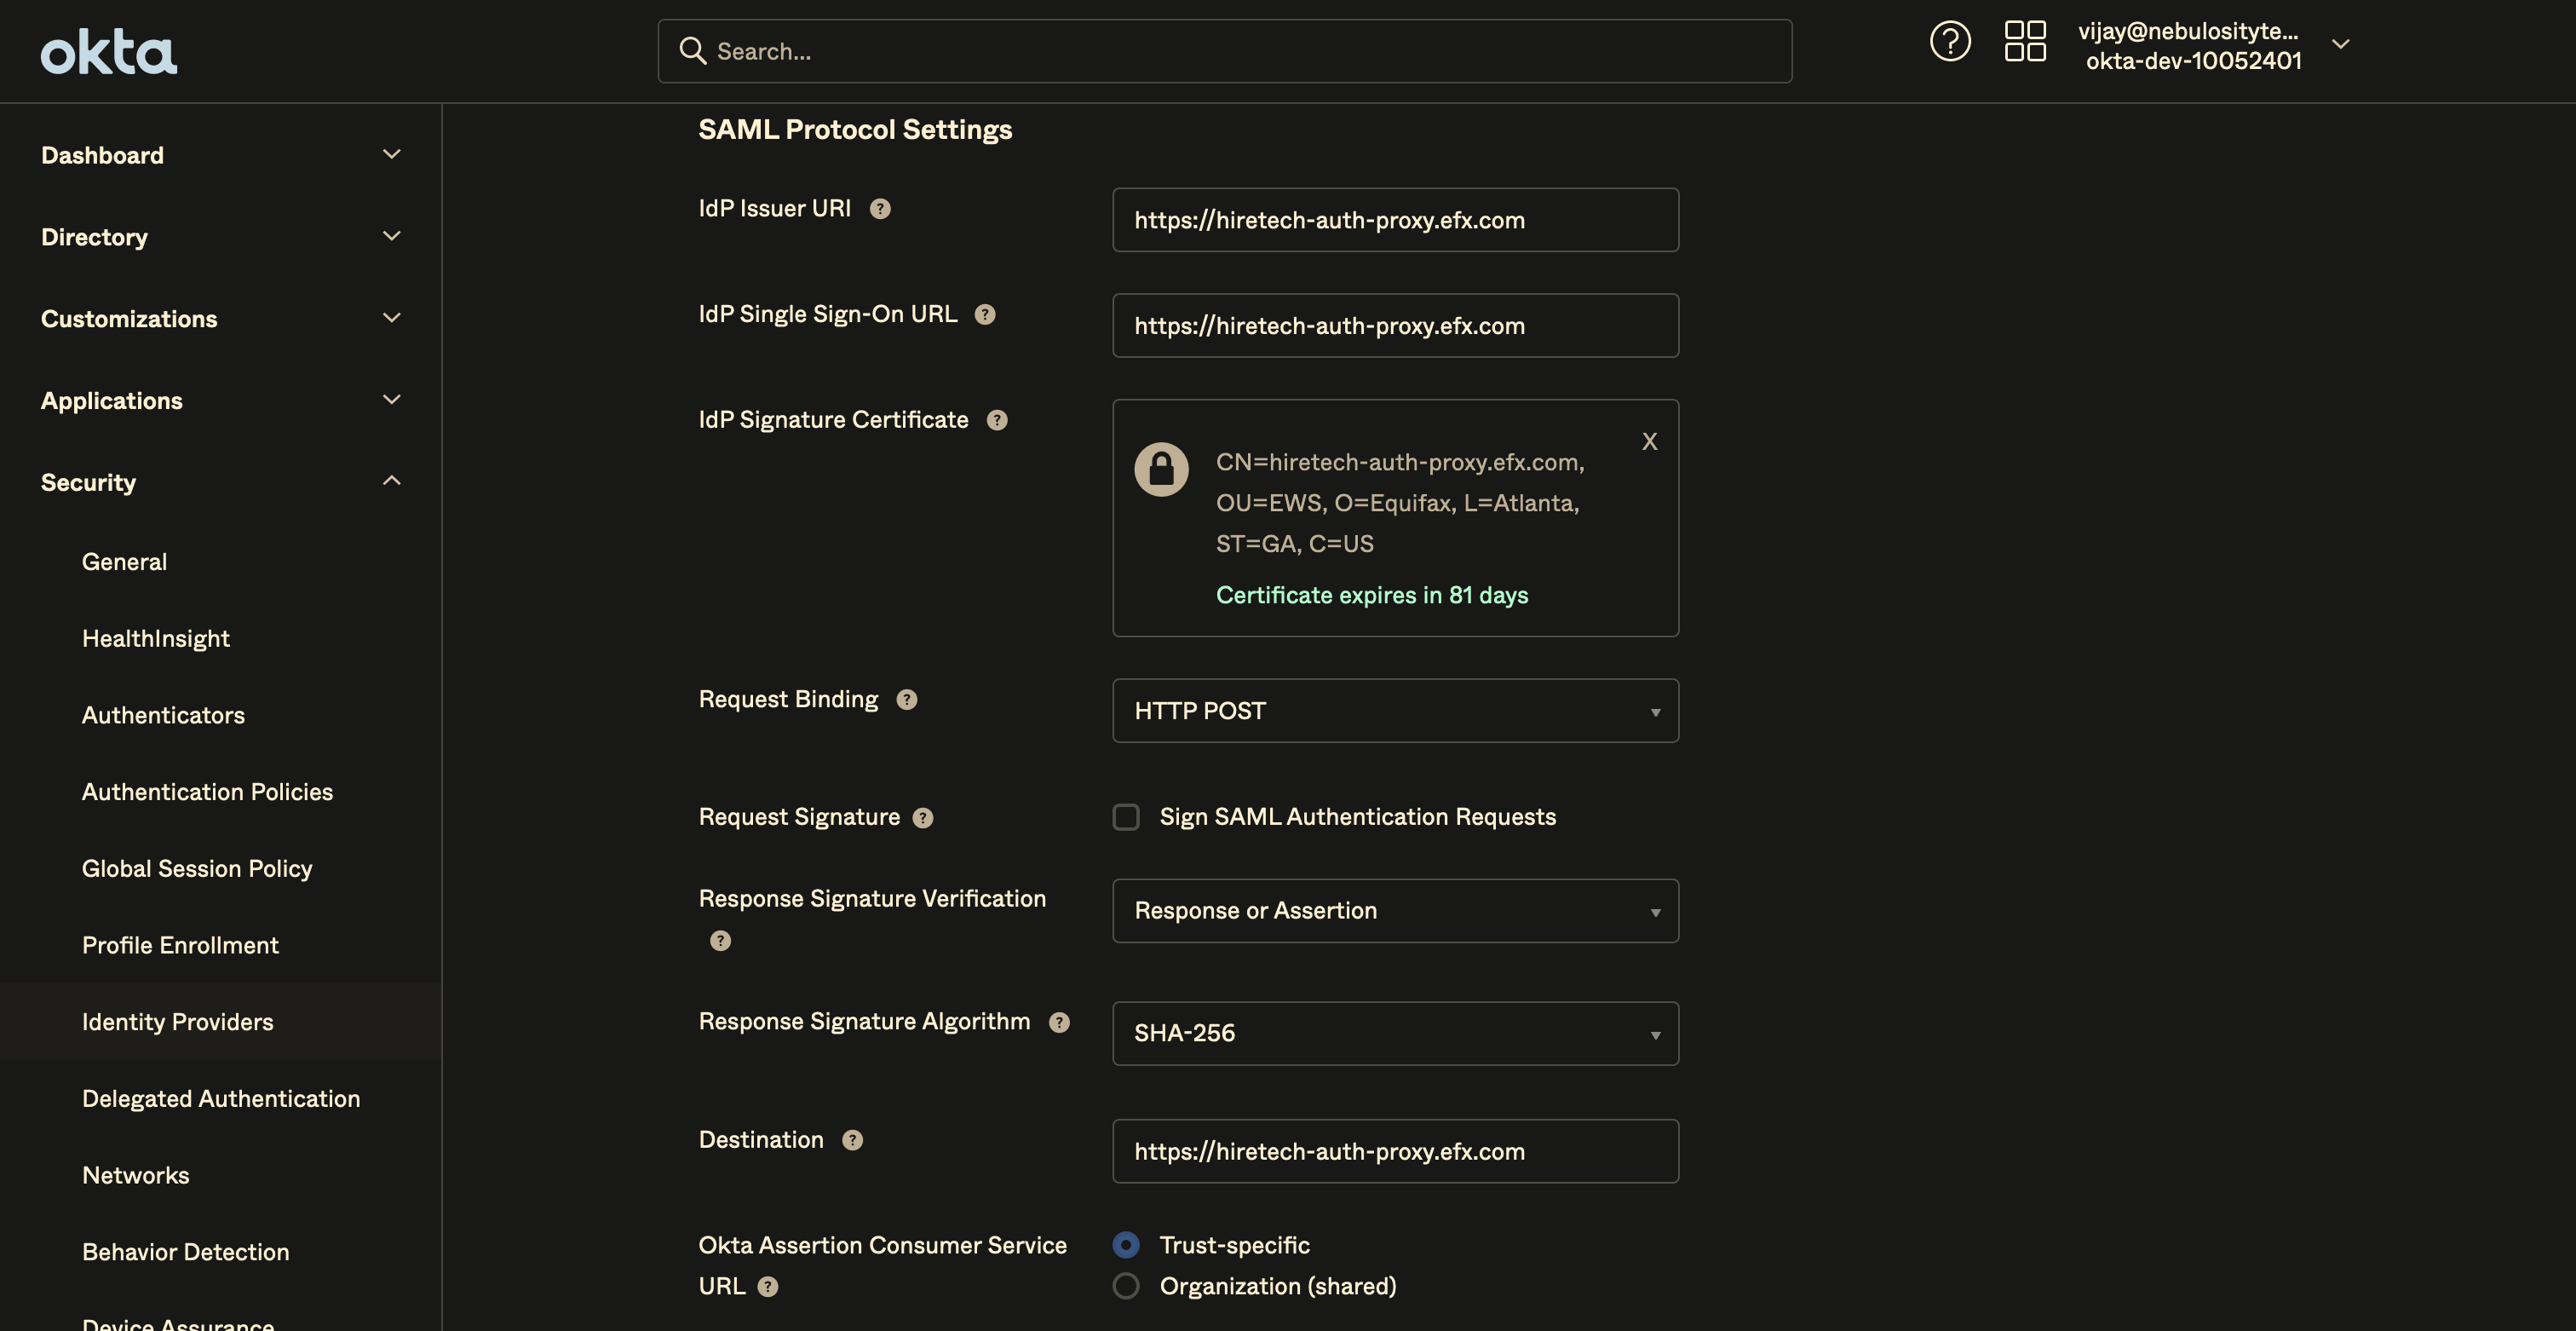 okta
Search...
vijay@nebulosityte...
okta-dev-10052401
Dashboard
Directory
Customizations
Applications
Security
General
HealthInsight
Authenticators
Authentication Policies
Global Session Policy
Profile Enrollment
Identity Providers
Delegated Authentication
Networks
Behavior Detection
Device Assurance
SAML Protocol Settings
IdP Issuer URI ?
https://hiretech-auth-proxy.efx.com
IdP Single Sign-On URL ?
https://hiretech-auth-proxy.efx.com
IdP Signature Certificate ?
X
CN=hiretech-auth-proxy.efx.com,
OU=EWS, O=Equifax, L=Atlanta,
ST=GA, C=US
Certificate expires in 81 days
Request Binding ?
HTTP POST
Request Signature ?
Sign SAML Authentication Requests
Response Signature Verification
?
Response or Assertion
Response Signature Algorithm ?
SHA-256
Destination ?
https://hiretech-auth-proxy.efx.com
Okta Assertion Consumer Service
URL ?
Trust-specific
Organization (shared)